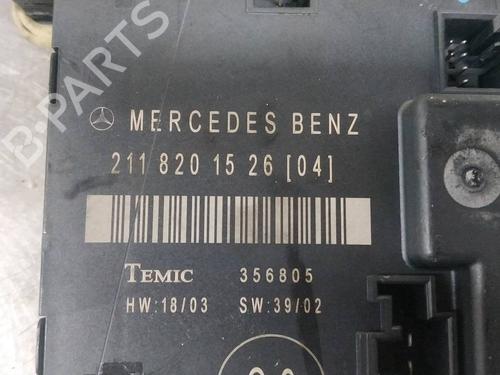 B-PARTS
MERCEDES BENZ
211 820 15 26 [04]
TEMIC 356805
HW:18/03 SW:39/02